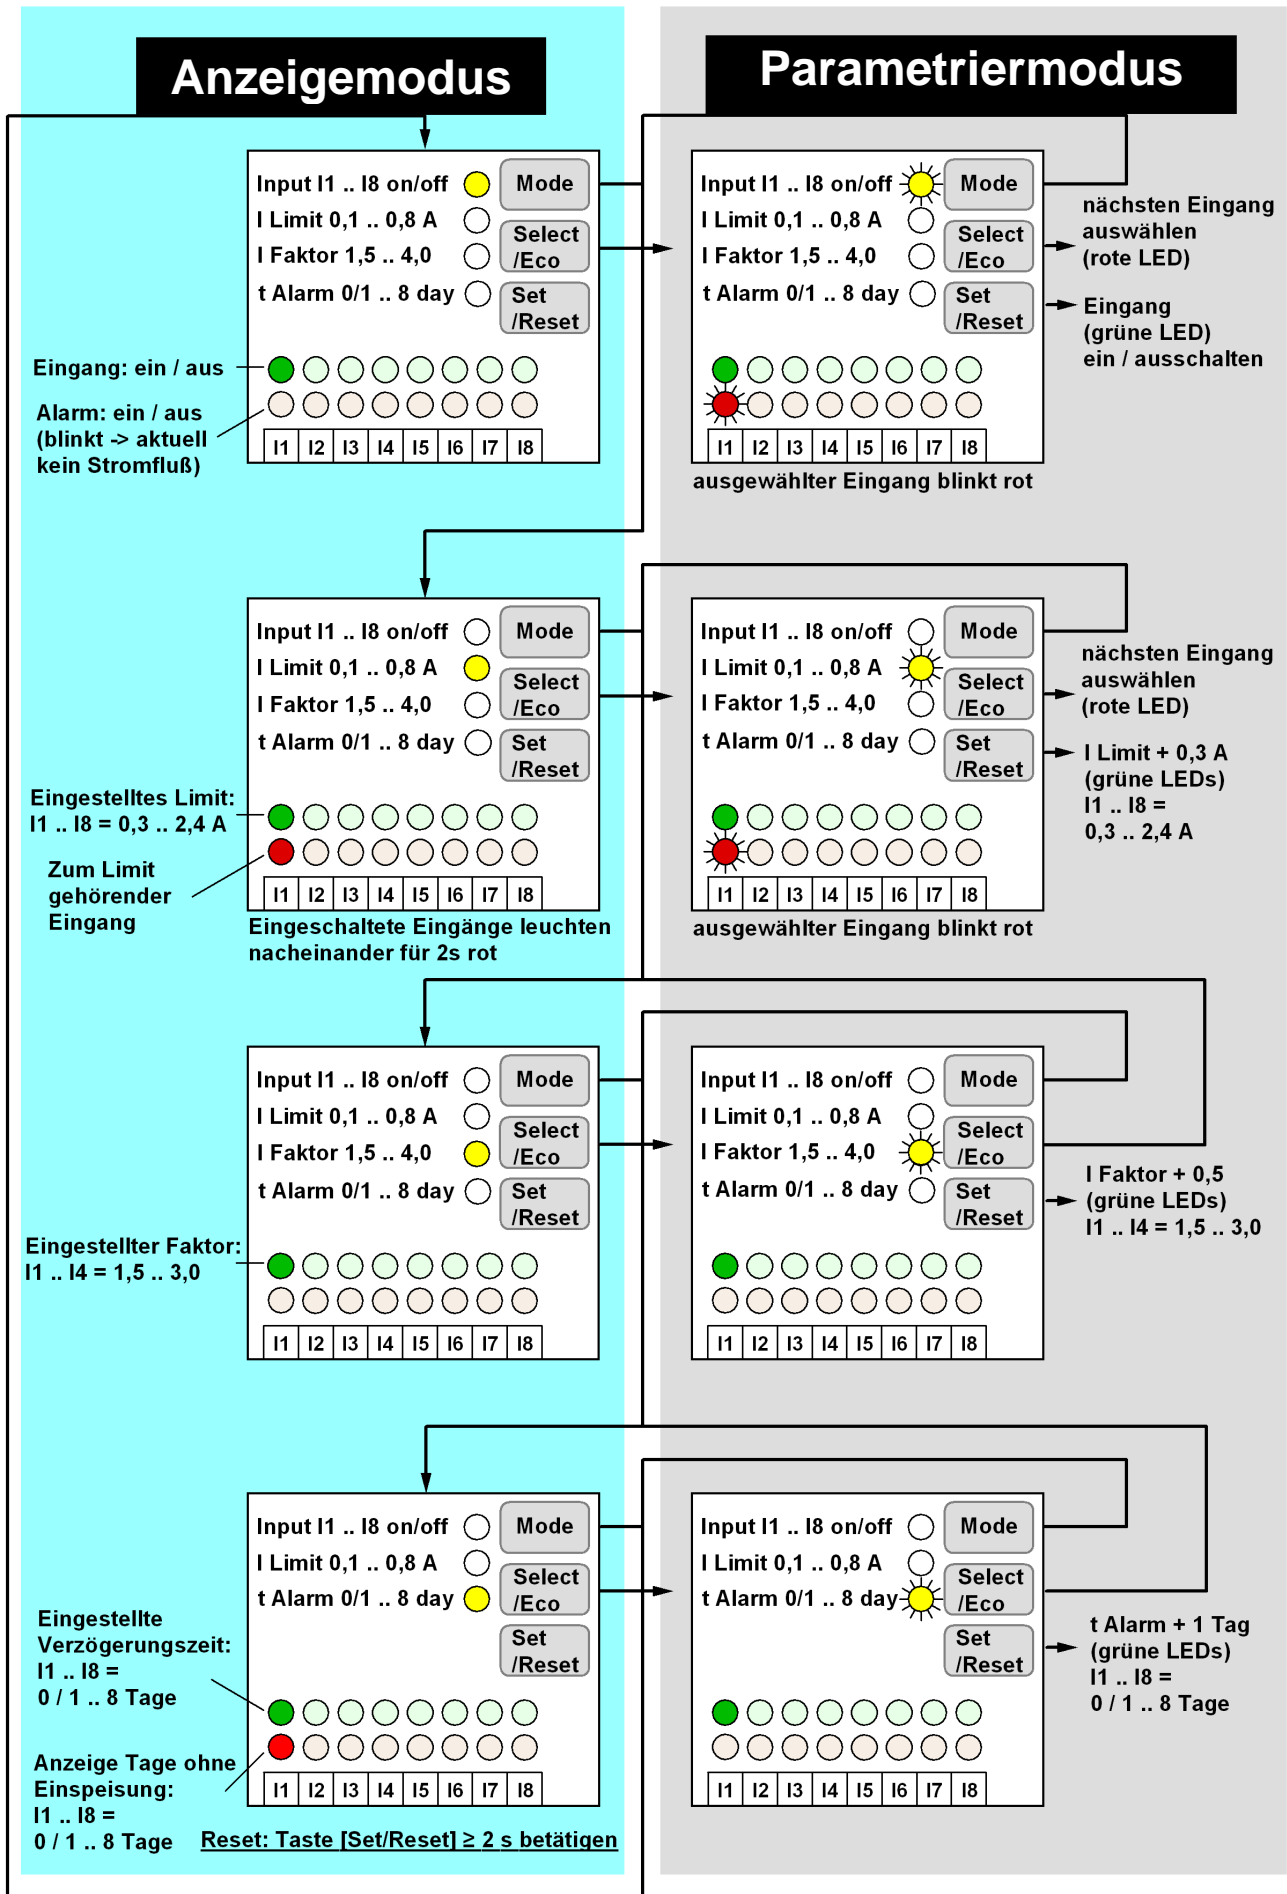 Anzeigemodus
Parametriermodus
Input I1 .. I8 on/off
Mode
I Limit 0,1 .. 0,8 A
Select
/Eco
I Faktor 1,5 .. 4,0
t Alarm 0/1 .. 8 day
Set
/Reset
Eingang: ein / aus
Alarm: ein / aus
(blinkt -> aktuell
kein Stromfluß)
I1 I2 I3 I4 I5 I6 I7 I8
Input I1 .. I8 on/off
Mode
I Limit 0,1 .. 0,8 A
Select
/Eco
I Faktor 1,5 .. 4,0
t Alarm 0/1 .. 8 day
Set
/Reset
I1 I2 I3 I4 I5 I6 I7 I8
ausgewählter Eingang blinkt rot
nächsten Eingang
auswählen
(rote LED)
Eingang
(grüne LED)
ein / ausschalten
Input I1 .. I8 on/off
Mode
I Limit 0,1 .. 0,8 A
Select
/Eco
I Faktor 1,5 .. 4,0
t Alarm 0/1 .. 8 day
Set
/Reset
Eingestelltes Limit:
I1 .. I8 = 0,3 .. 2,4 A
Zum Limit
gehörender
Eingang
I1 I2 I3 I4 I5 I6 I7 I8
Eingeschaltete Eingänge leuchten
nacheinander für 2s rot
Input I1 .. I8 on/off
Mode
I Limit 0,1 .. 0,8 A
Select
/Eco
I Faktor 1,5 .. 4,0
t Alarm 0/1 .. 8 day
Set
/Reset
I1 I2 I3 I4 I5 I6 I7 I8
ausgewählter Eingang blinkt rot
nächsten Eingang
auswählen
(rote LED)
I Limit + 0,3 A
(grüne LEDs)
I1 .. I8 =
0,3 .. 2,4 A
Input I1 .. I8 on/off
Mode
I Limit 0,1 .. 0,8 A
Select
/Eco
I Faktor 1,5 .. 4,0
t Alarm 0/1 .. 8 day
Set
/Reset
Eingestellter Faktor:
I1 .. I4 = 1,5 .. 3,0
I1 I2 I3 I4 I5 I6 I7 I8
Input I1 .. I8 on/off
Mode
I Limit 0,1 .. 0,8 A
Select
/Eco
I Faktor 1,5 .. 4,0
t Alarm 0/1 .. 8 day
Set
/Reset
I1 I2 I3 I4 I5 I6 I7 I8
I Faktor + 0,5
(grüne LEDs)
I1 .. I4 = 1,5 .. 3,0
Input I1 .. I8 on/off
Mode
I Limit 0,1 .. 0,8 A
Select
/Eco
t Alarm 0/1 .. 8 day
Set
/Reset
Eingestellte
Verzögerungszeit:
I1 .. I8 =
0 / 1 .. 8 Tage
Anzeige Tage ohne
Einspeisung:
I1 .. I8 =
0 / 1 .. 8 Tage
I1 I2 I3 I4 I5 I6 I7 I8
Reset: Taste [Set/Reset] ≥ 2 s betätigen
Input I1 .. I8 on/off
Mode
I Limit 0,1 .. 0,8 A
Select
/Eco
t Alarm 0/1 .. 8 day
Set
/Reset
I1 I2 I3 I4 I5 I6 I7 I8
t Alarm + 1 Tag
(grüne LEDs)
I1 .. I8 =
0 / 1 .. 8 Tage